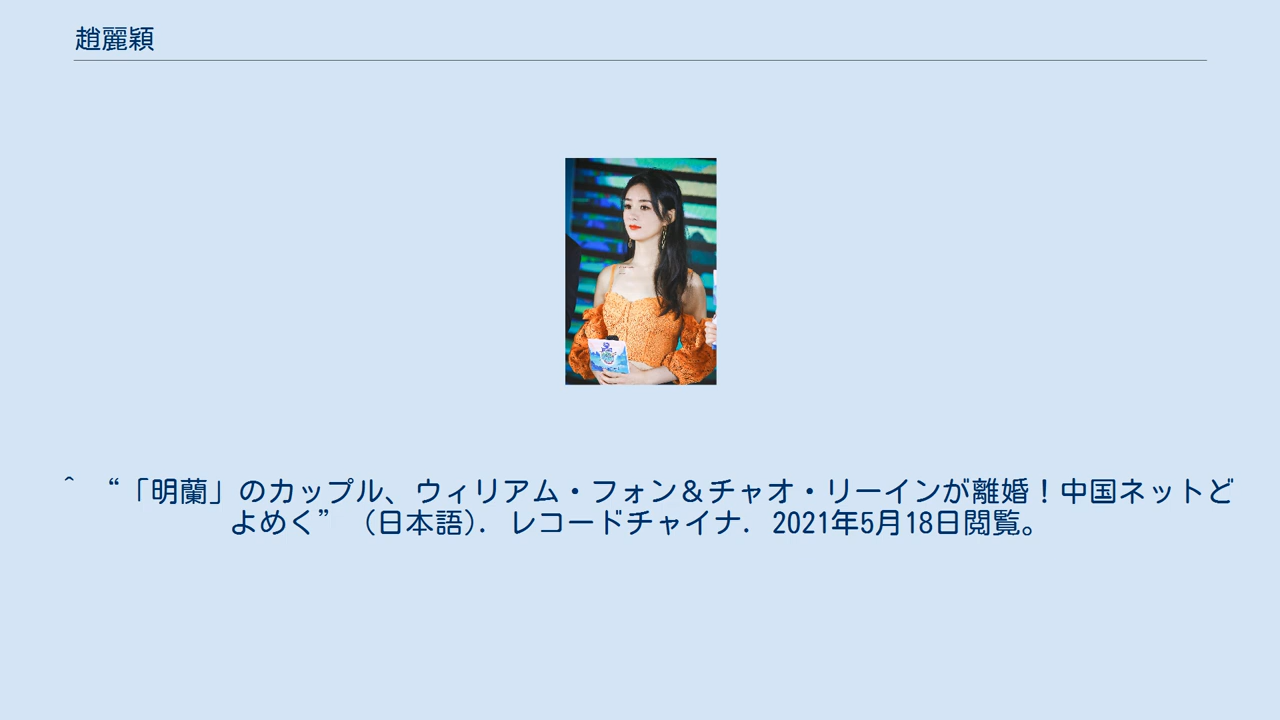 趙麗穎
^ “「明蘭」のカップル、ウィリアム・フォン＆チャオ・リーインが離婚！中国ネットど
よめく” （日本語）. レコードチャイナ. 2021年5月18日閲覧。